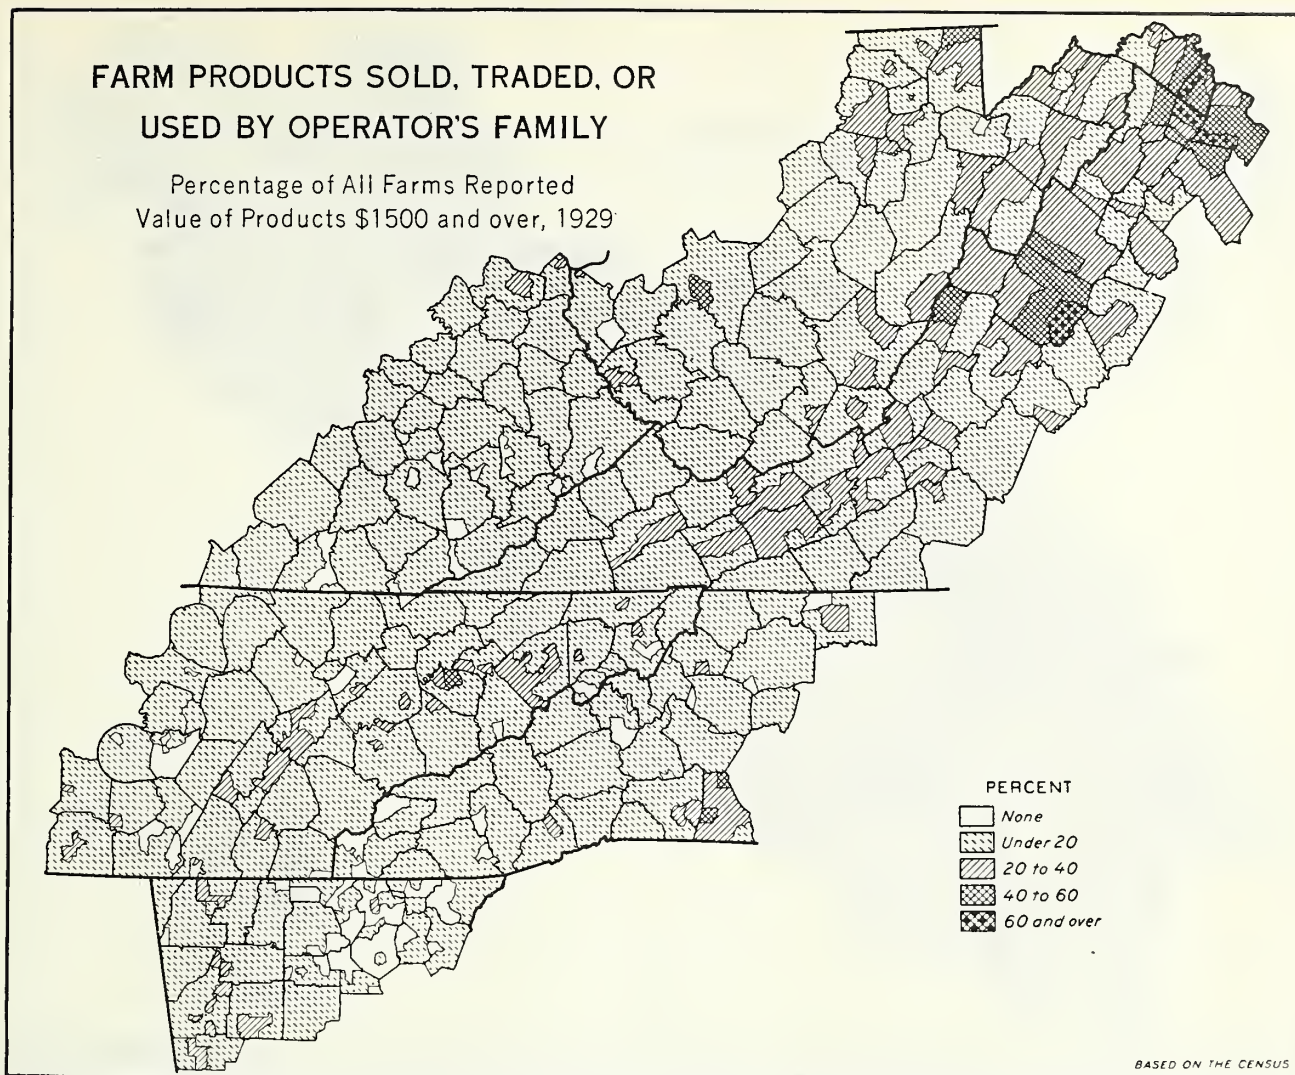 FARM PRODUCTS SOLD, TRADED, OR
USED BY OPERATOR'S FAMILY
Percentage of All Farms Reported
Value of Products $1500 and over, 1929
PERCENT
None
Under 20
20 to 40
40 to 60
60 and over
BASED ON THE CENSUS